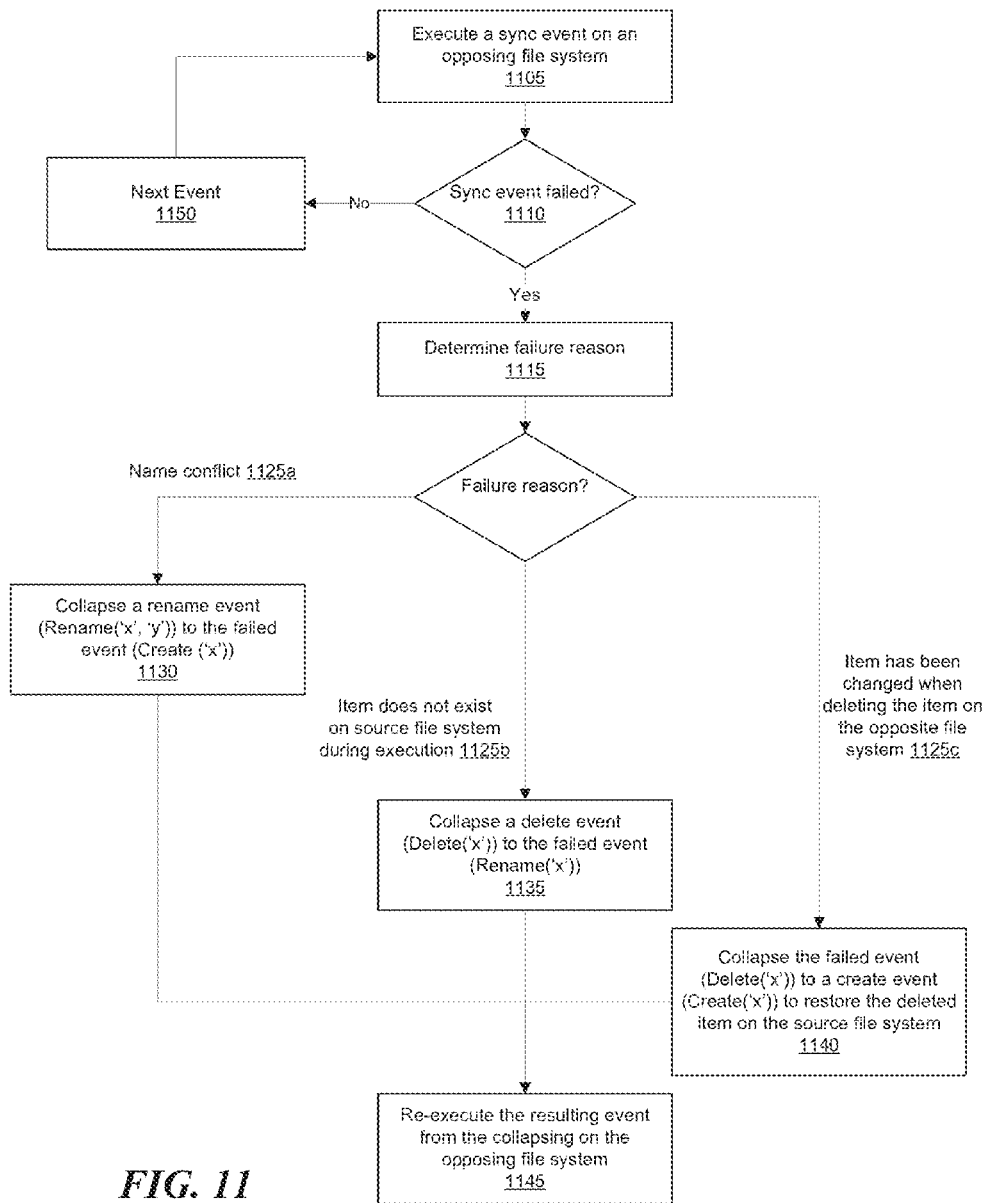 Execute a sync event on an
opposing file system
1105
Next Event
1150
No
Sync event failed?
1110
Yes
Determine failure reason
1115
Name conflict 1125a
Failure reason?
Collapse a rename event
(Rename('x', 'y')) to the failed
event (Create ('x'))
1130
Item does not exist
on source file system
during execution 1125b
Item has been
changed when
deleting the item on
the opposite file
system 1125c
Collapse a delete event
(Delete('x')) to the failed event
(Rename('x'))
1135
Collapse the failed event
(Delete('x')) to a create event
(Create('x')) to restore the deleted
item on the source file system
1140
Re-execute the resulting event
from the collapsing on the
opposing file system
1145
FIG. 11